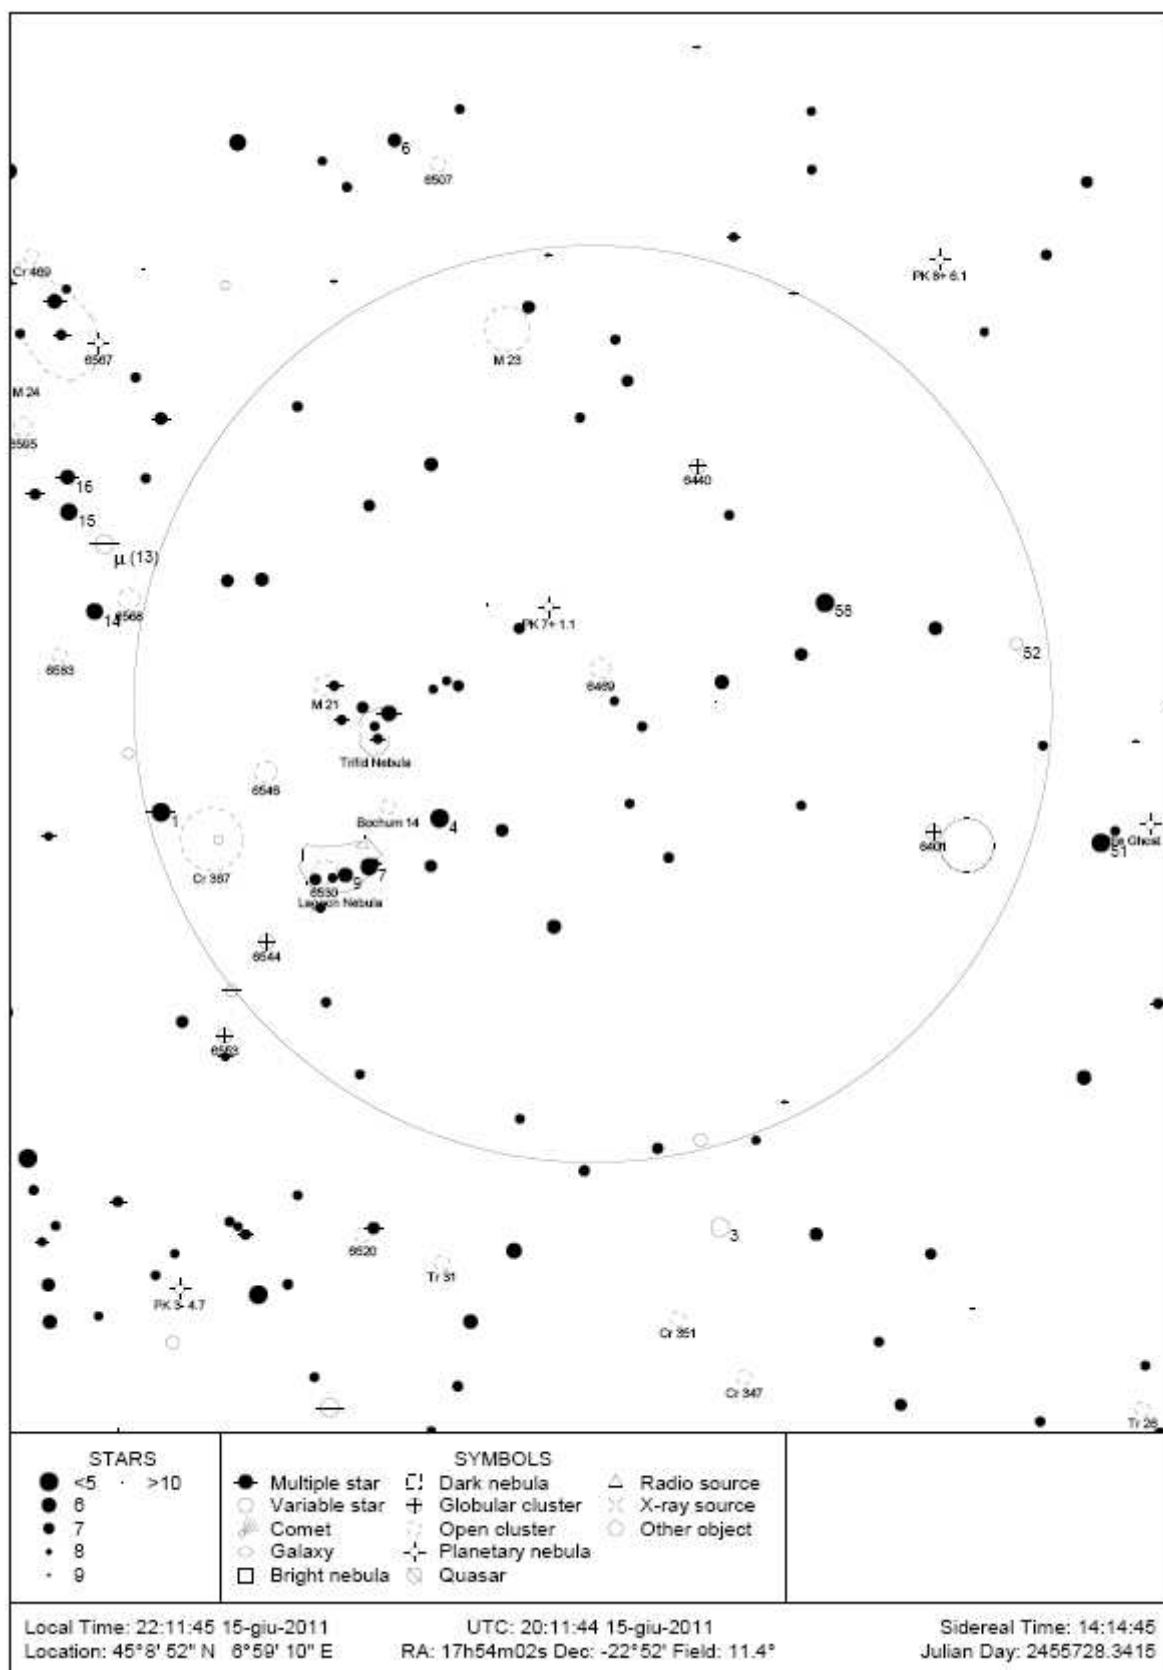 6
6507
Cr 469
PK 8+ 6.1
6567
M 23
M 24
6595
6440
16
15
μ (13)
14
6568
PK 7+ 1.1
58
52
6583
6469
M 21
Trifid Nebula
6546
1
Bochum 14
4
6401
51
Ghost
Cr 367
7
9
6530
Lagoon Nebula
6544
6553
3
6520
Tr 31
PK 3- 4.7
Cr 351
Cr 347
Tr 26
STARS
<5 >10
6
7
8
9
SYMBOLS
Multiple star Dark nebula Radio source
Variable star Globular cluster X-ray source
Comet Open cluster Other object
Galaxy Planetary nebula
Bright nebula Quasar
Local Time: 22:11:45 15-giu-2011 UTC: 20:11:44 15-giu-2011 Sidereal Time: 14:14:45
Location: 45°8' 52" N 6°59' 10" E RA: 17h54m02s Dec: -22°52' Field: 11.4° Julian Day: 2455728.3415